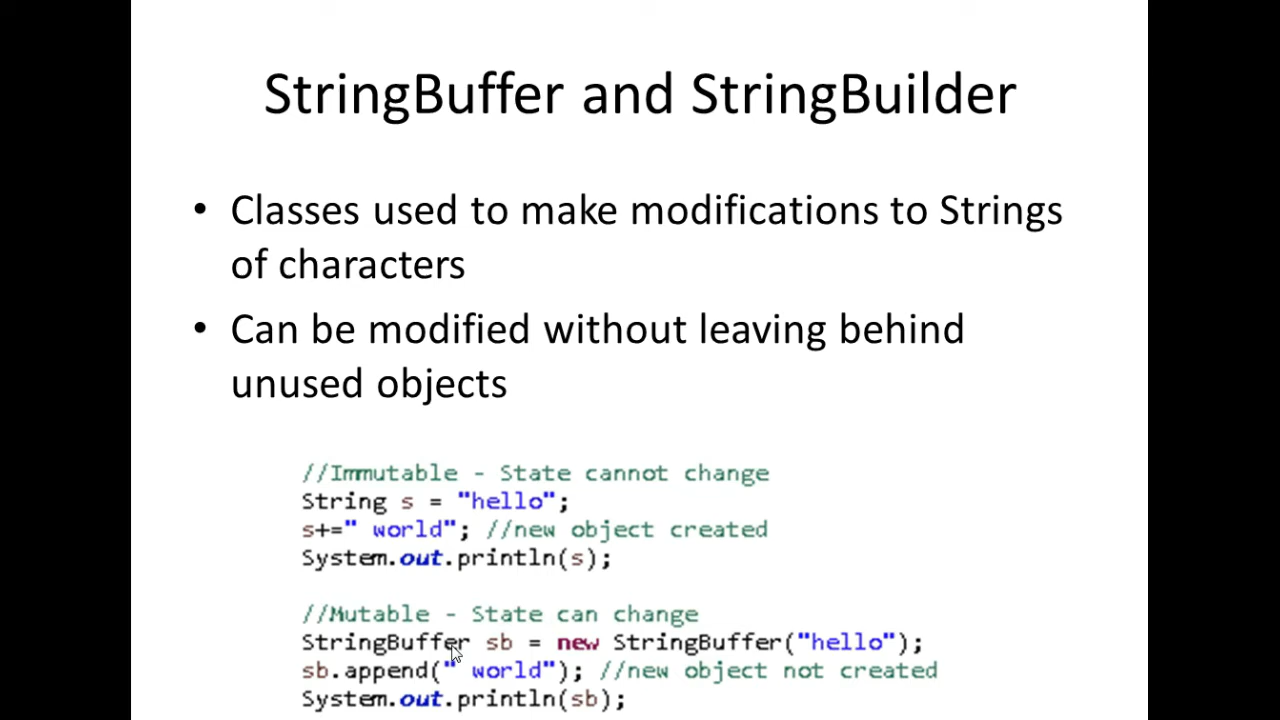 StringBuffer and StringBuilder
• Classes used to make modifications to Strings
of characters
• Can be modified without leaving behind
unused objects
//Immutable - State cannot change
String s = "hello";
s+=" world"; //new object created
System.out.println(s);
//Mutable - State can change
StringBuffer sb = new StringBuffer("hello");
sb.append(" world"); //new object not created
System.out.println(sb);